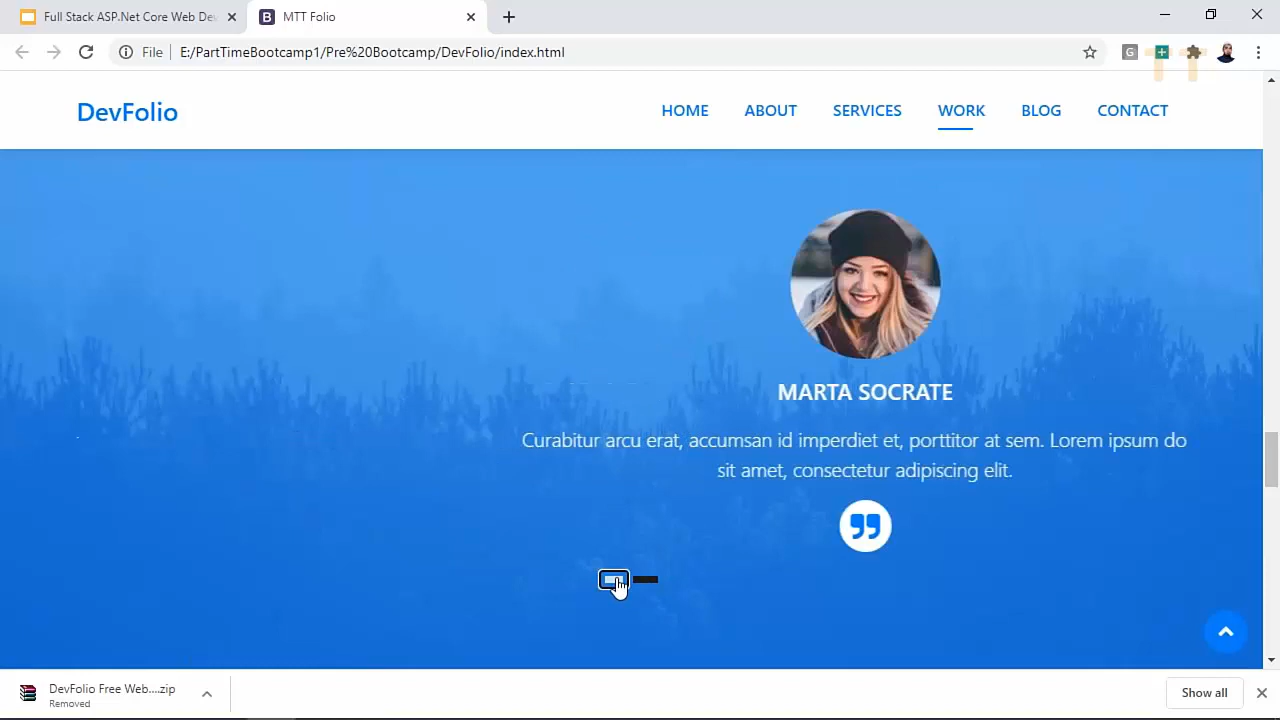 Full Stack ASP.Net Core Web De
MTT Folio
File
E:/PartTimeBootcamp1/Pre%20Bootcamp/DevFolio/index.html
DevFolio
HOME
ABOUT
SERVICES
WORK
BLOG
CONTACT
MARTA SOCRATE
Curabitur arcu erat, accumsan id imperdiet et, porttitor at sem. Lorem ipsum do
sit amet, consectetur adipiscing elit.
DevFolio Free Web....zip
Removed
Show all